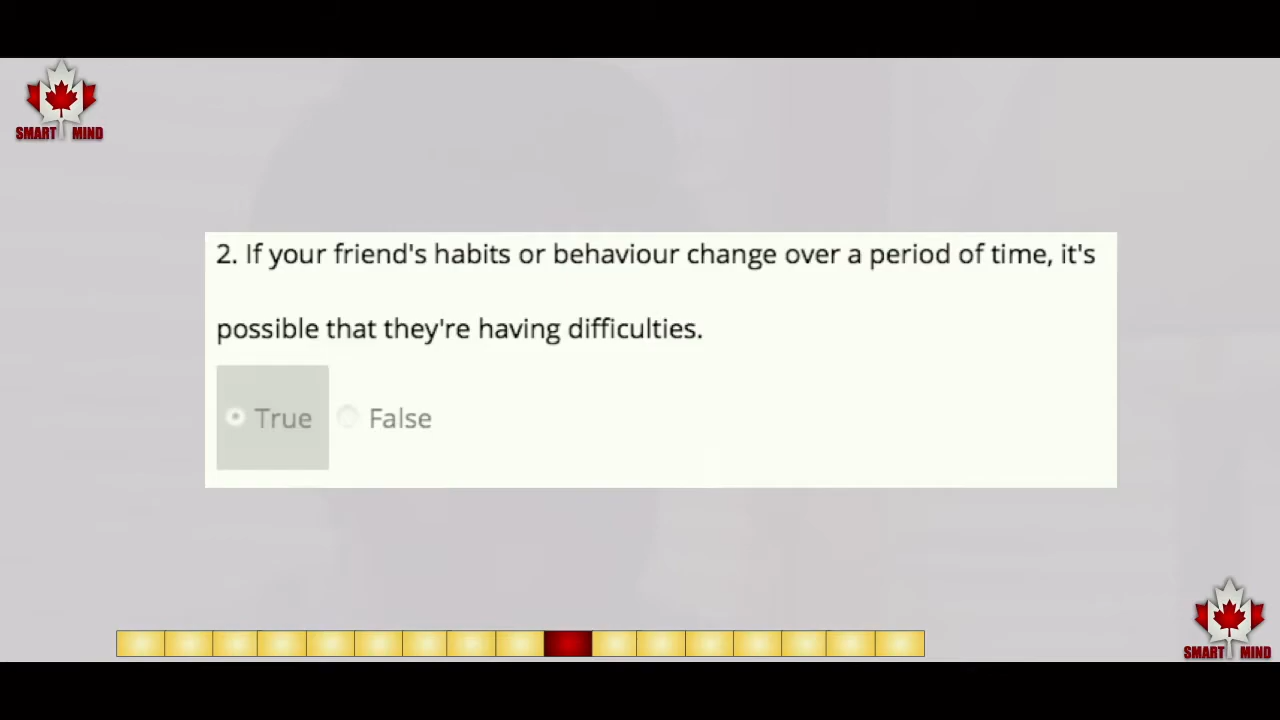 SMART MIND
2. If your friend's habits or behaviour change over a period of time, it's
possible that they're having difficulties.
True False
SMART MIND